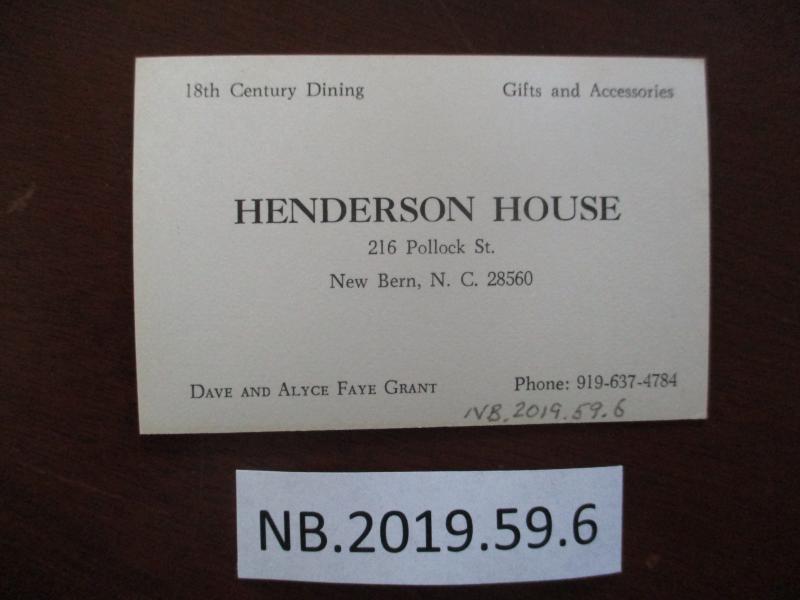 18th Century Dining Gifts and Accessories
HENDERSON HOUSE
216 Pollock St.
New Bern, N. C. 28560
DAVE AND ALYCE FAYE GRANT Phone: 919-637-4784
NB.2019.59.6
NB.2019.59.6